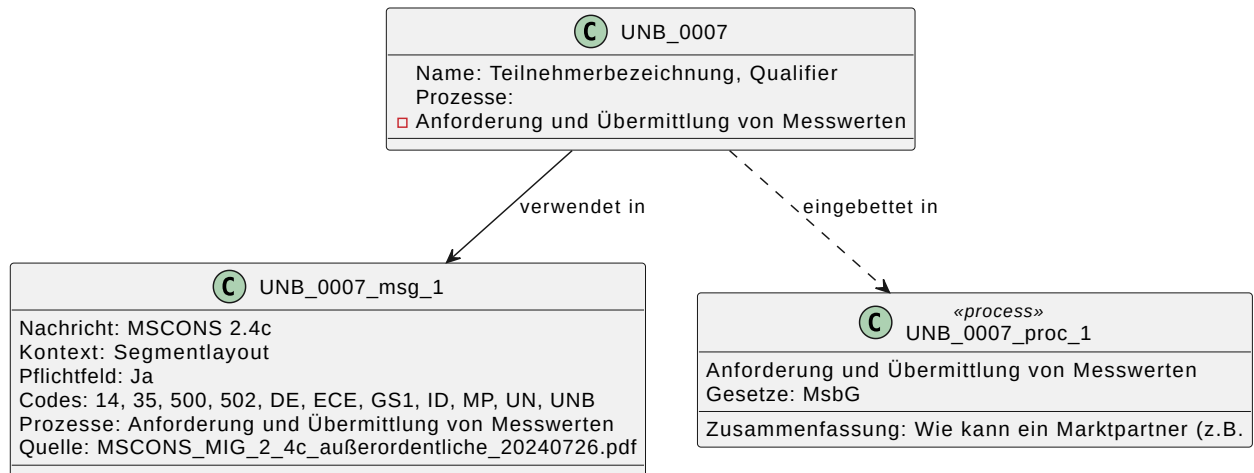 C UNB_0007
Name: Teilnehmerbezeichnung, Qualifier
Prozesse:
Anforderung und Übermittlung von Messwerten
verwendet in
eingebettet in
C UNB_0007_msg_1
Nachricht: MSCONS 2.4c
Kontext: Segmentlayout
Pflichtfeld: Ja
Codes: 14, 35, 500, 502, DE, ECE, GS1, ID, MP, UN, UNB
Prozesse: Anforderung und Übermittlung von Messwerten
Quelle: MSCONS_MIG_2_4c_außerordentliche_20240726.pdf
C «process»
UNB_0007_proc_1
Anforderung und Übermittlung von Messwerten
Gesetze: MsbG
Zusammenfassung: Wie kann ein Marktpartner (z.B.